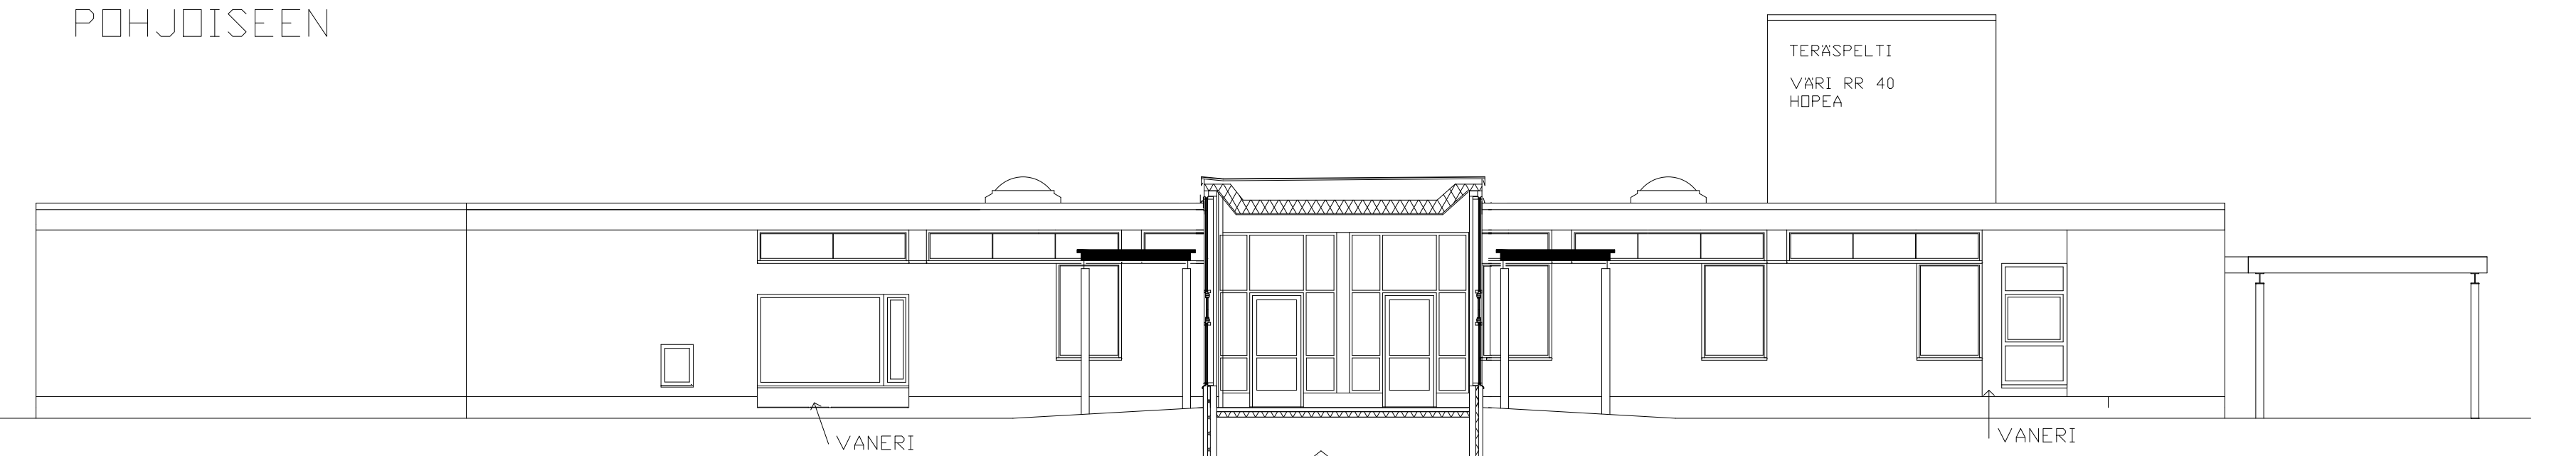 POHJOISEEN
TERÄSPELTI
VÄRI RR 40
HOPEA
VANERI
VANERI